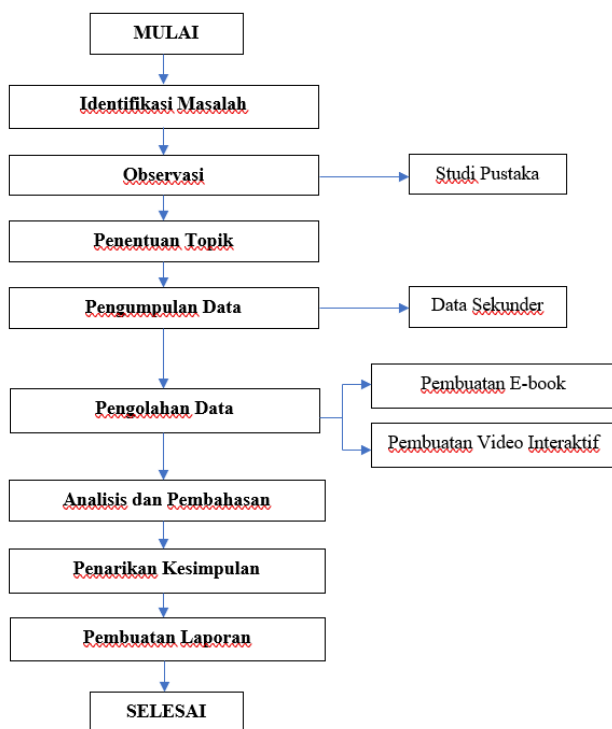 MULAI
Identifikasi Masalah
Observasi
Studi Pustaka
Penentuan Topik
Pengumpulan Data
Data Sekunder
Pengolahan Data
Pembuatan E-book
Pembuatan Video Interaktif
Analisis dan Pembahasan
Penarikan Kesimpulan
Pembuatan Laporan
SELESAI